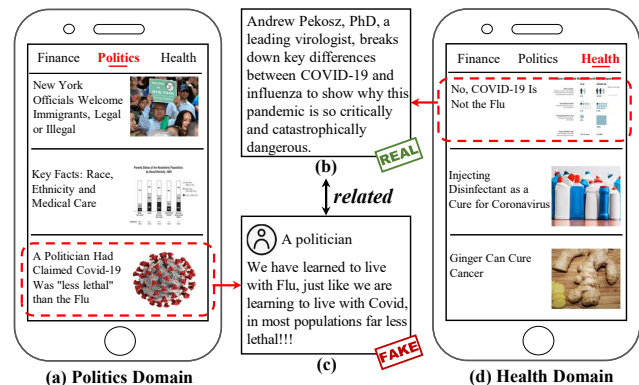 Finance Politics Health
New York
Officials Welcome
Immigrants, Legal
or Illegal
Key Facts: Race,
Ethnicity and
Medical Care
A Politician Had
Claimed Covid-19
Was "less lethal"
than the Flu
(a) Politics Domain
Andrew Pekosz, PhD, a
leading virologist, breaks
down key differences
between COVID-19 and
influenza to show why this
pandemic is so critically
and catastrophically
dangerous.
REAL
(b)
related
A politician
We have learned to live
with Flu, just like we are
learning to live with Covid,
in most populations far less
lethal!!!
FAKE
(c)
Finance Politics Health
No, COVID-19 Is
Not the Flu
Injecting
Disinfectant as a
Cure for Coronavirus
Ginger Can Cure
Cancer
(d) Health Domain